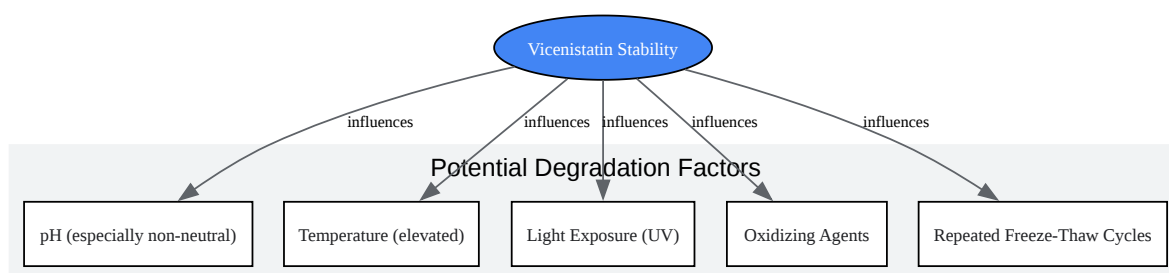 Vicenistatin Stability
influences
influences
influences
influences
influences
Potential Degradation Factors
pH (especially non-neutral)
Temperature (elevated)
Light Exposure (UV)
Oxidizing Agents
Repeated Freeze-Thaw Cycles